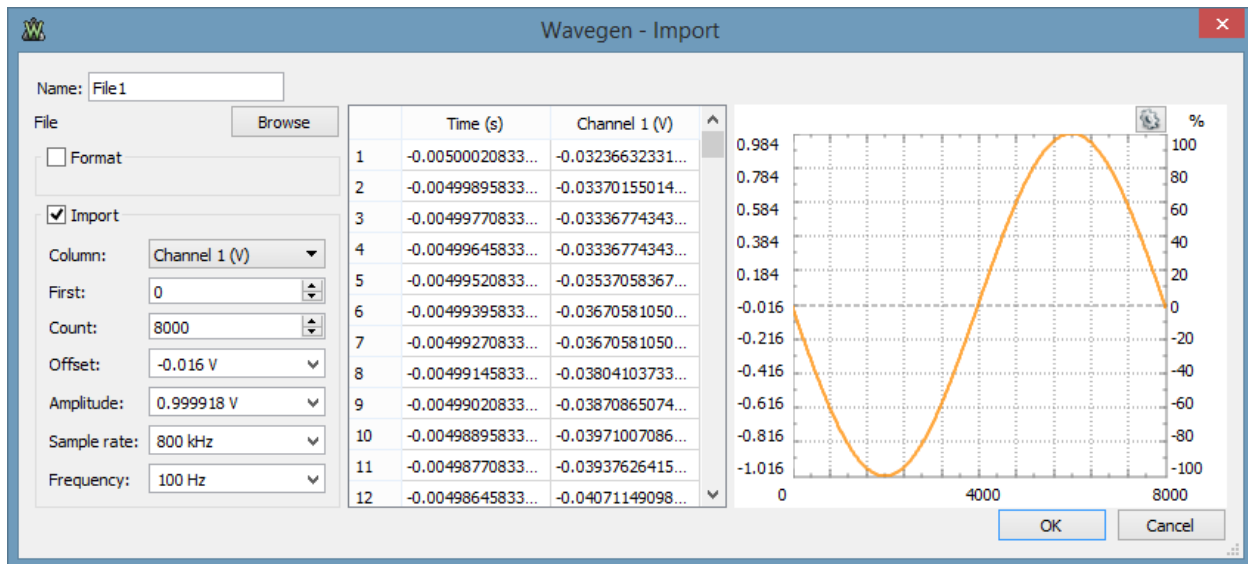 Wavegen - Import
Name: File1
File Browse
Format
Import
Column: Channel 1 (V)
First: 0
Count: 8000
Offset: -0.016 V
Amplitude: 0.999918 V
Sample rate: 800 kHz
Frequency: 100 Hz
Time (s) Channel 1 (V)
1 -0.00500020833... -0.03236632331...
2 -0.00499895833... -0.03370155014...
3 -0.00499770833... -0.03336774343...
4 -0.00499645833... -0.03336774343...
5 -0.00499520833... -0.03537058367...
6 -0.00499395833... -0.03670581050...
7 -0.00499270833... -0.03670581050...
8 -0.00499145833... -0.03804103733...
9 -0.00499020833... -0.03870865074...
10 -0.00498895833... -0.03971007086...
11 -0.00498770833... -0.03937626415...
12 -0.00498645833... -0.04071149098...
%
0.984 100
0.784 80
0.584 60
0.384 40
0.184 20
-0.016 0
-0.216 -20
-0.416 -40
-0.616 -60
-0.816 -80
-1.016 -100
0 4000 8000
OK Cancel